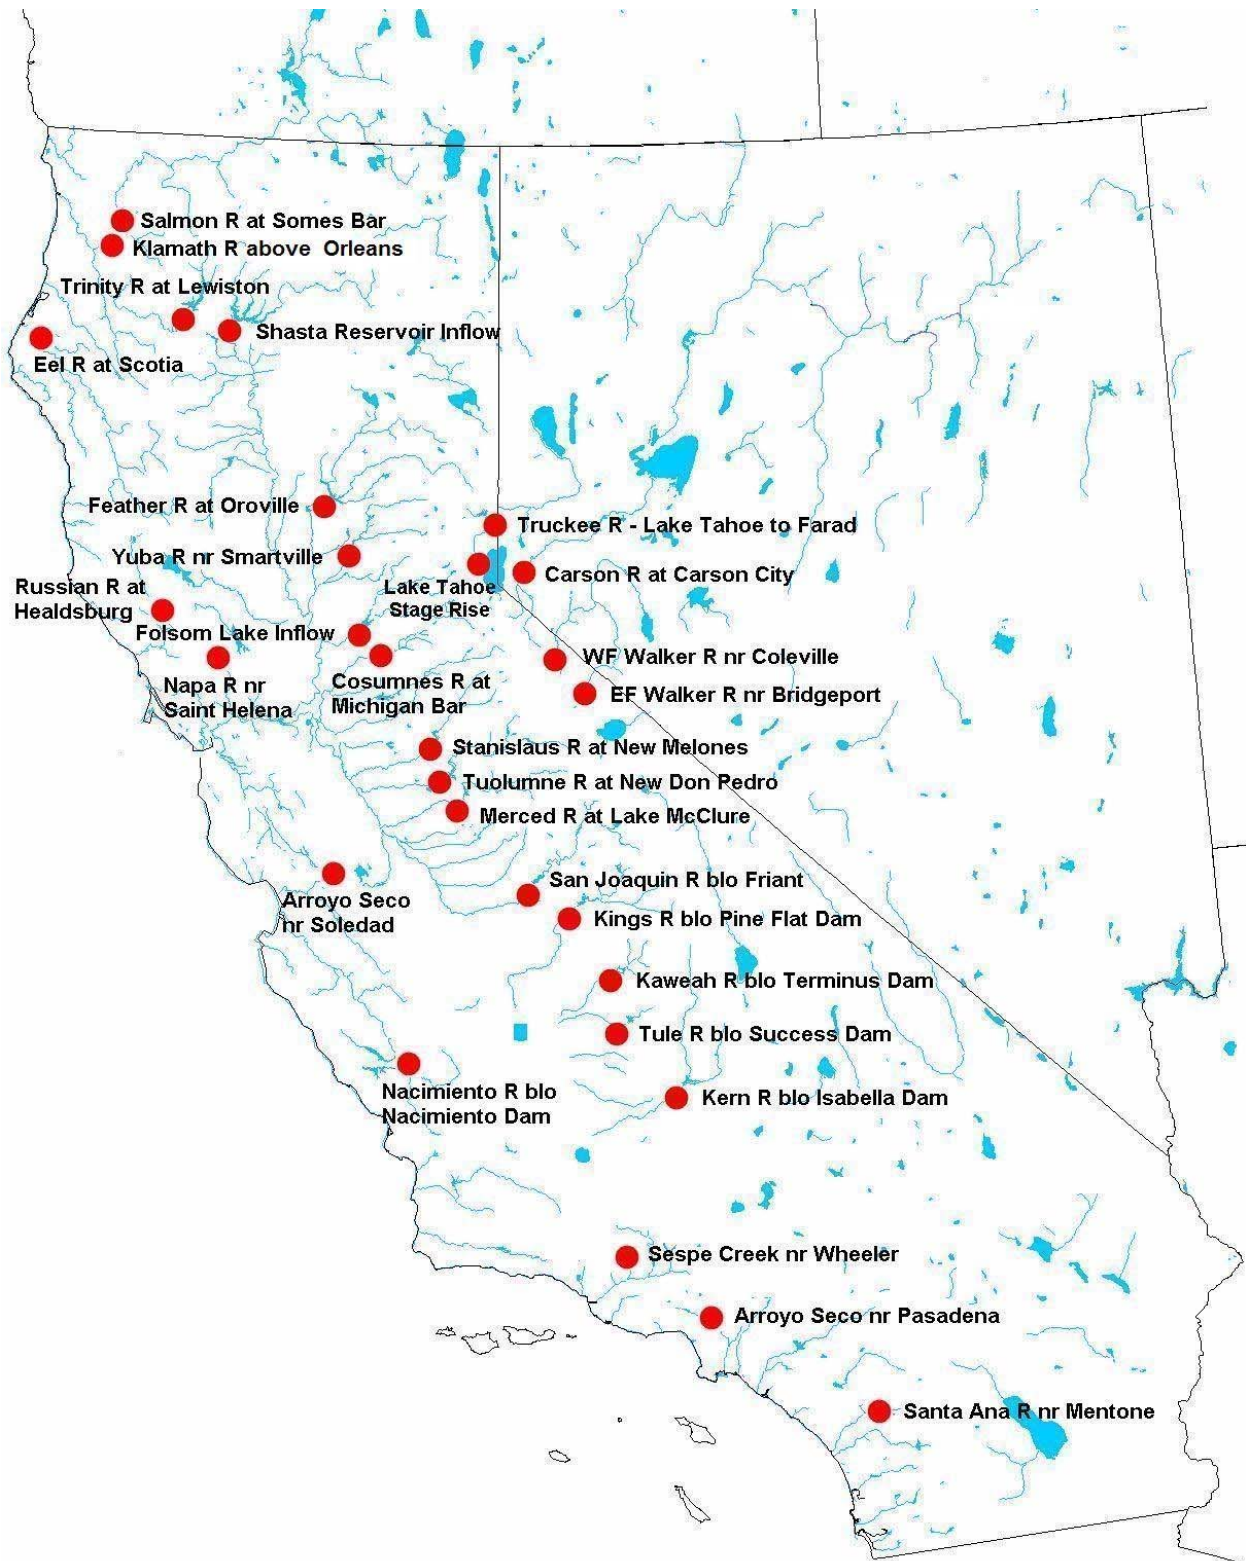 Salmon R at Somes Bar
Klamath R above Orleans
Trinity R at Lewiston
Shasta Reservoir Inflow
Eel R at Scotia
Feather R at Oroville
Truckee R - Lake Tahoe to Farad
Yuba R nr Smartville
Carson R at Carson City
Lake Tahoe
Stage Rise
Russian R at
Healdsburg
Folsom Lake Inflow
WF Walker R nr Coleville
Napa R nr
Saint Helena
Cosumnes R at
Michigan Bar
EF Walker R nr Bridgeport
Stanislaus R at New Melones
Tuolumne R at New Don Pedro
Merced R at Lake McClure
San Joaquin R blo Friant
Arroyo Seco
nr Soledad
Kings R blo Pine Flat Dam
Kaweah R blo Terminus Dam
Tule R blo Success Dam
Nacimiento R blo
Nacimiento Dam
Kern R blo Isabella Dam
Sespe Creek nr Wheeler
Arroyo Seco nr Pasadena
Santa Ana R nr Mentone